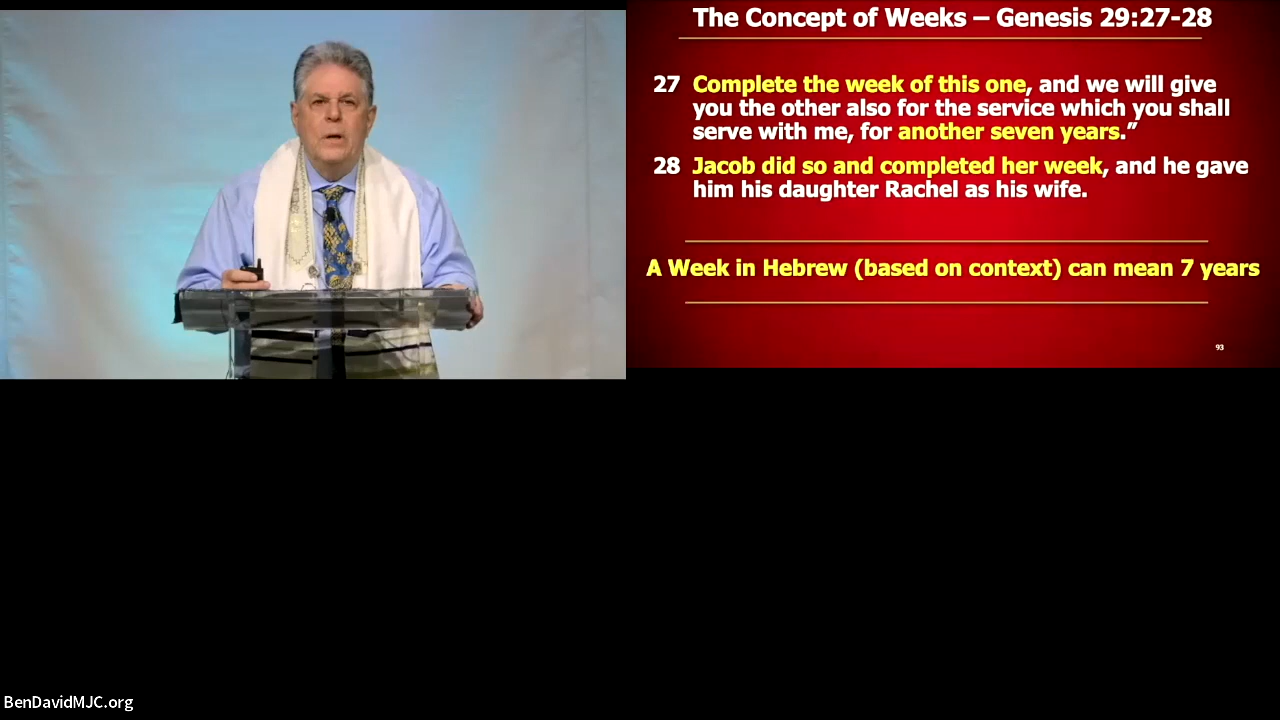 The Concept of Weeks – Genesis 29:27-28
27 Complete the week of this one, and we will give
you the other also for the service which you shall
serve with me, for another seven years.”
28 Jacob did so and completed her week, and he gave
him his daughter Rachel as his wife.
A Week in Hebrew (based on context) can mean 7 years
93
BenDavidMJC.org